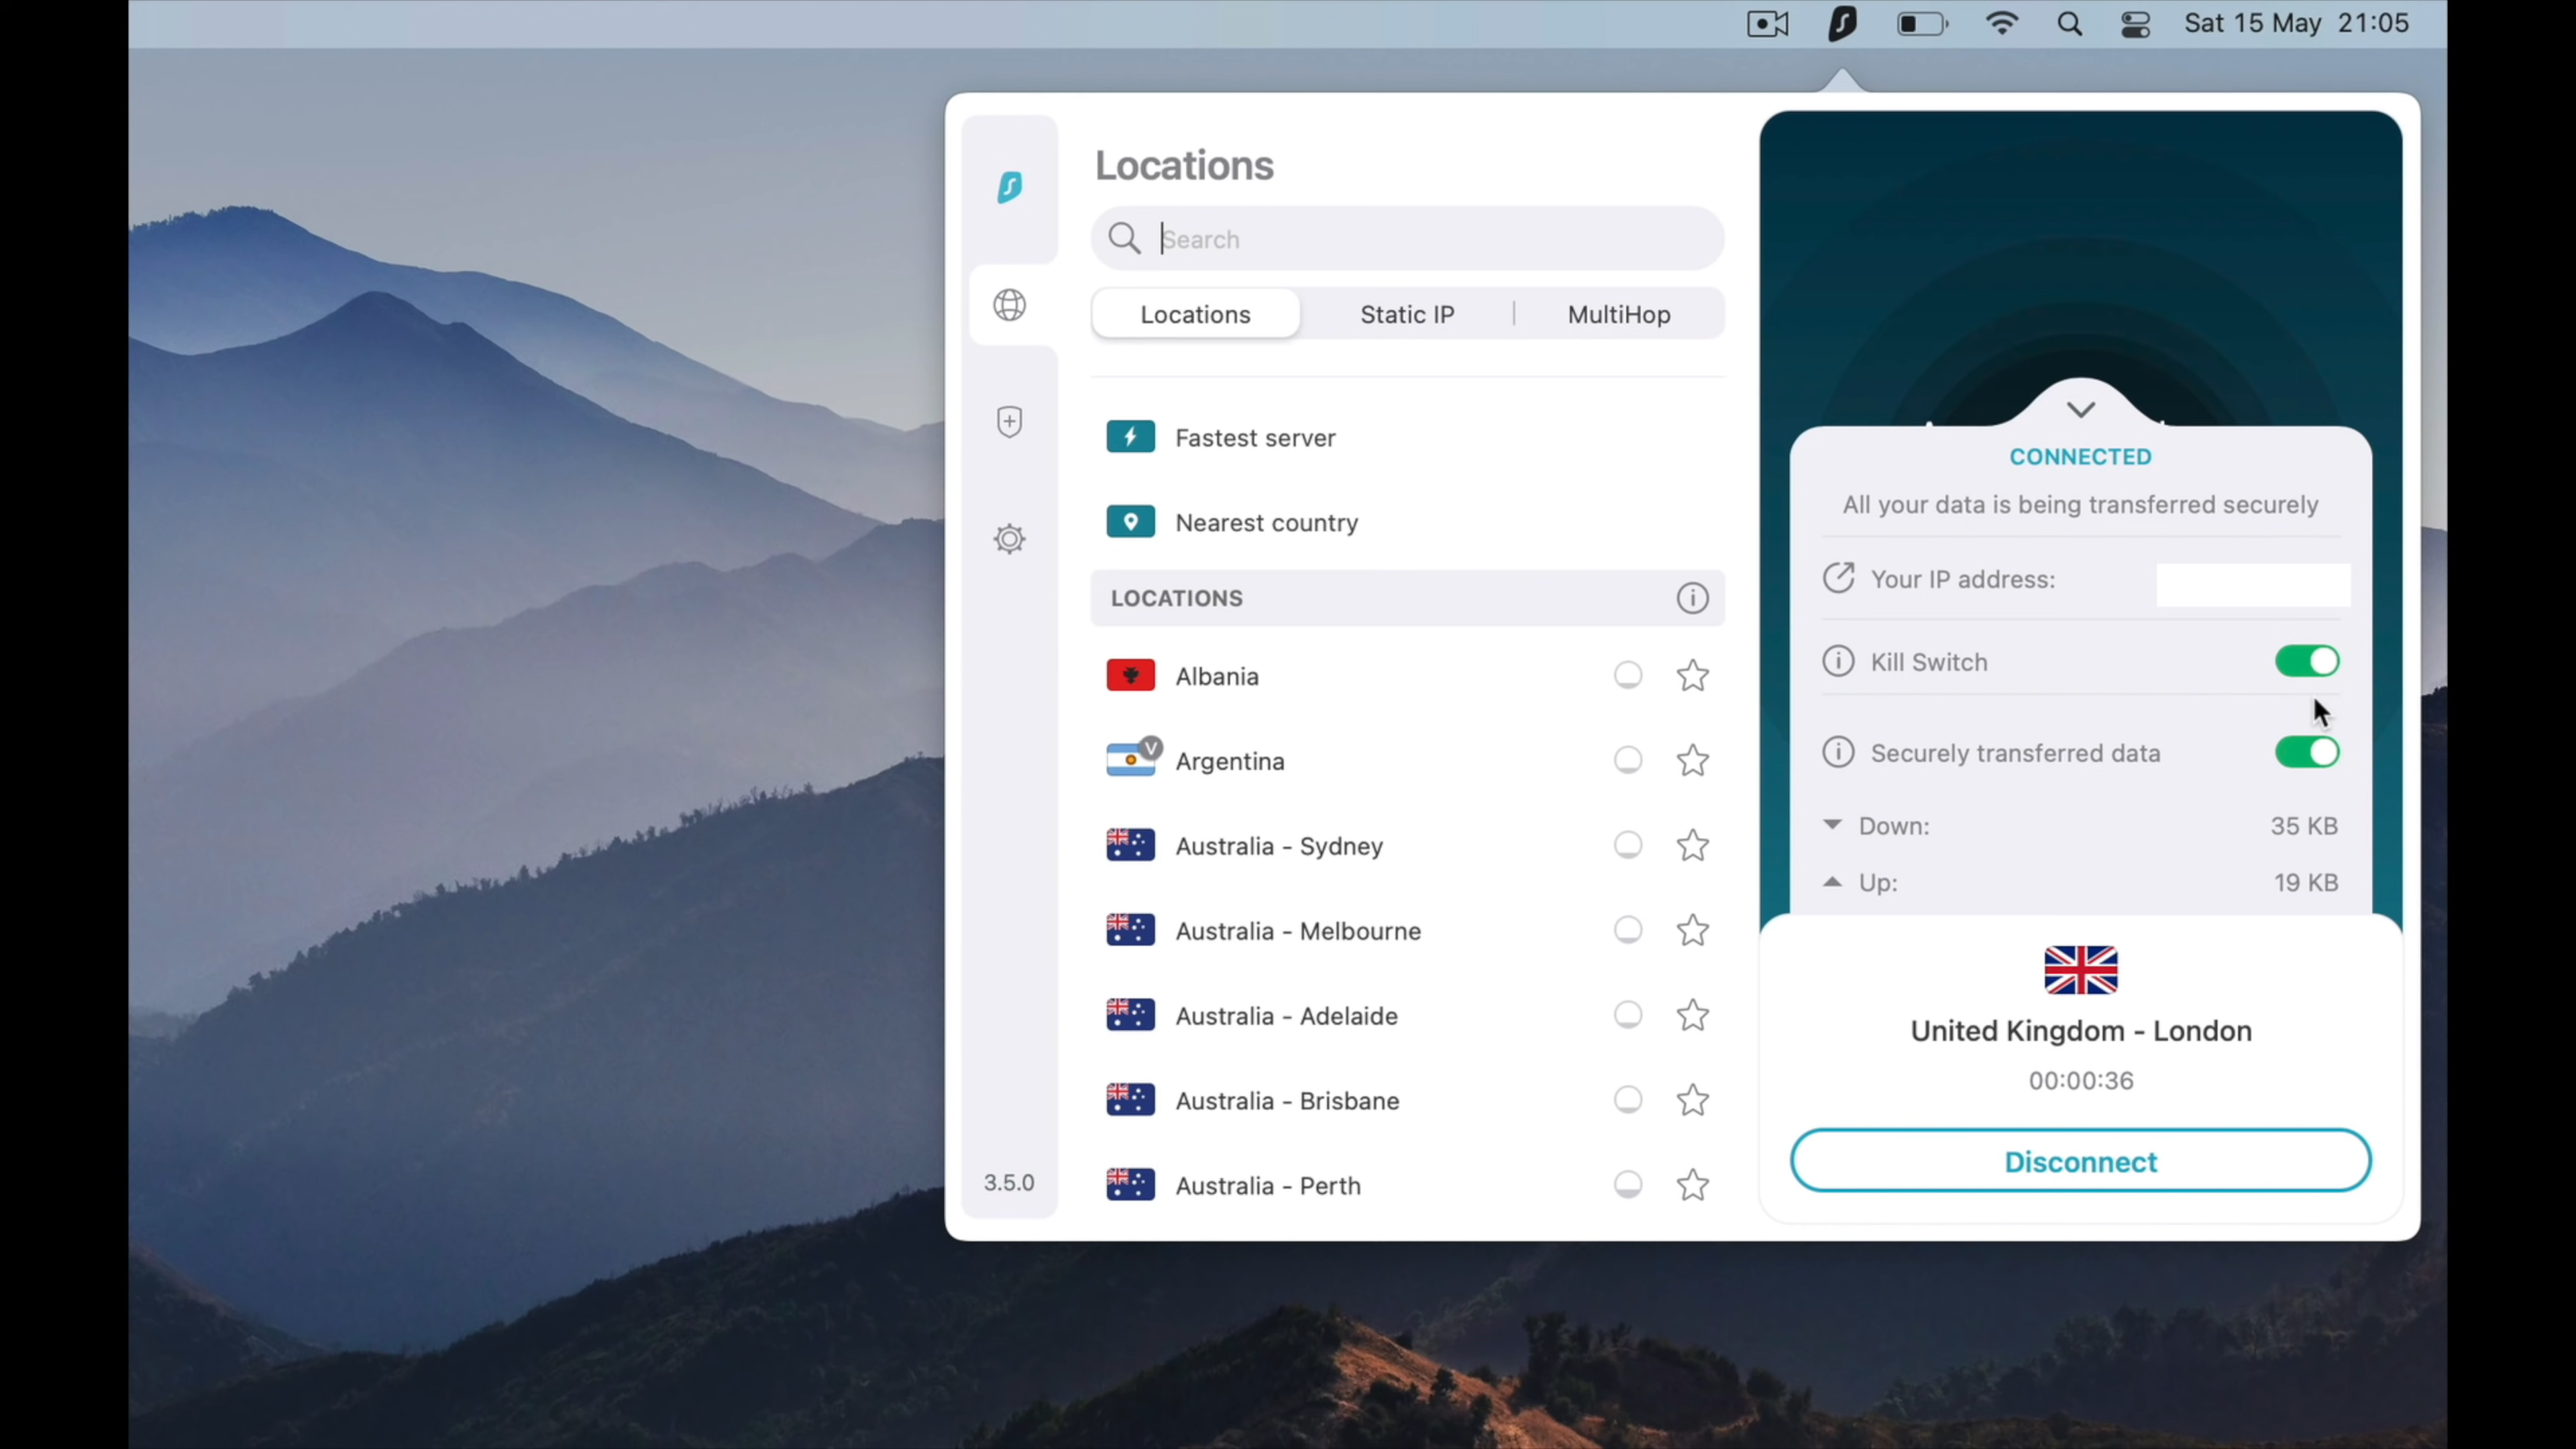 Sat 15 May 21:05
Locations
Search
Locations
Static IP
MultiHop
Fastest server
Nearest country
LOCATIONS
Albania
V
Argentina
Australia - Sydney
Australia - Melbourne
Australia - Adelaide
Australia - Brisbane
Australia - Perth
3.5.0
CONNECTED
All your data is being transferred securely
Your IP address:
Kill Switch
Securely transferred data
Down: 35 KB
Up: 19 KB
United Kingdom - London
00:00:36
Disconnect